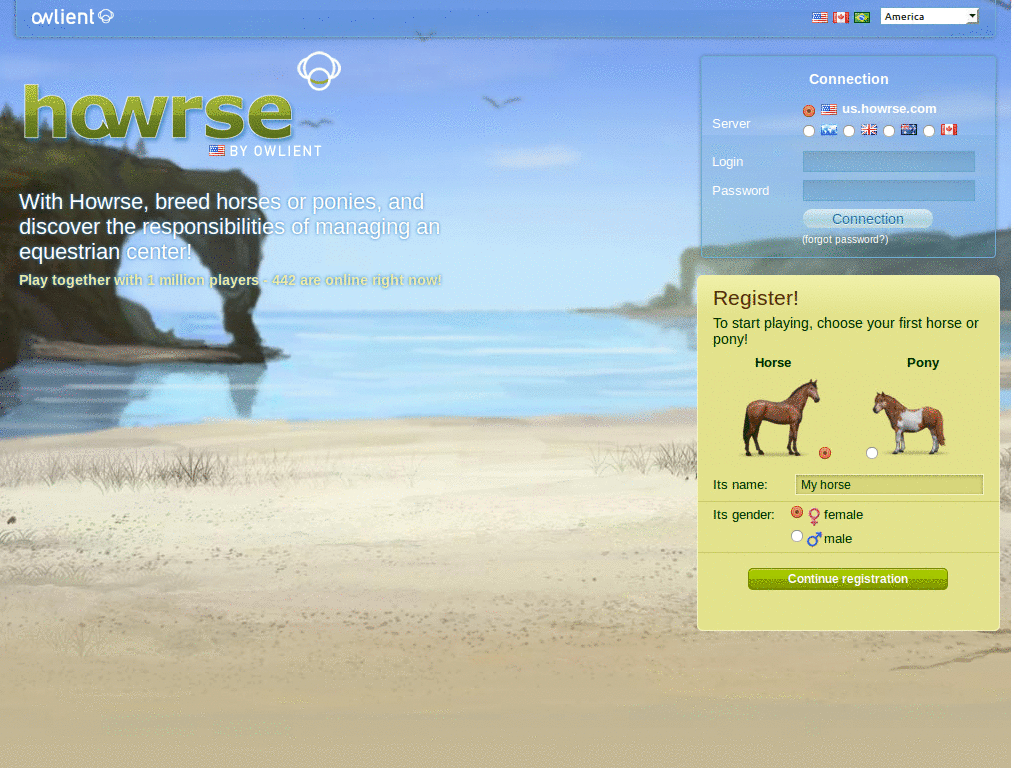 owlient
America
howrse
BY OWLIENT
With Howrse, breed horses or ponies, and
discover the responsibilities of managing an
equestrian center!
Play together with 1 million players - 442 are online right now!
Connection
Server
us.howrse.com
Login
Password
Connection
(forgot password?)
Register!
To start playing, choose your first horse or
pony!
Horse Pony
Its name: My horse
Its gender: female
male
Continue registration